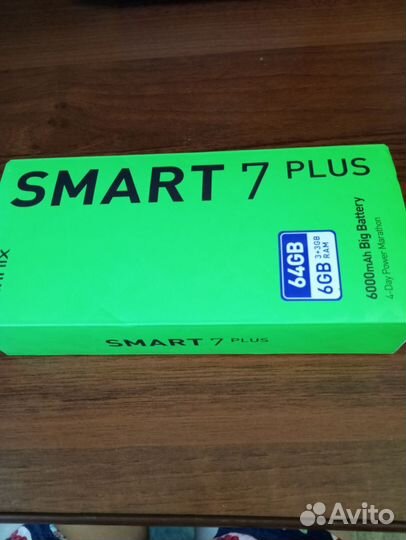 SMART 7 PLUS
64GB
3+3GB
6GB RAM
6000mAh Big Battery
4-Day Power Marathon
SMART 7 PLUS
Avito